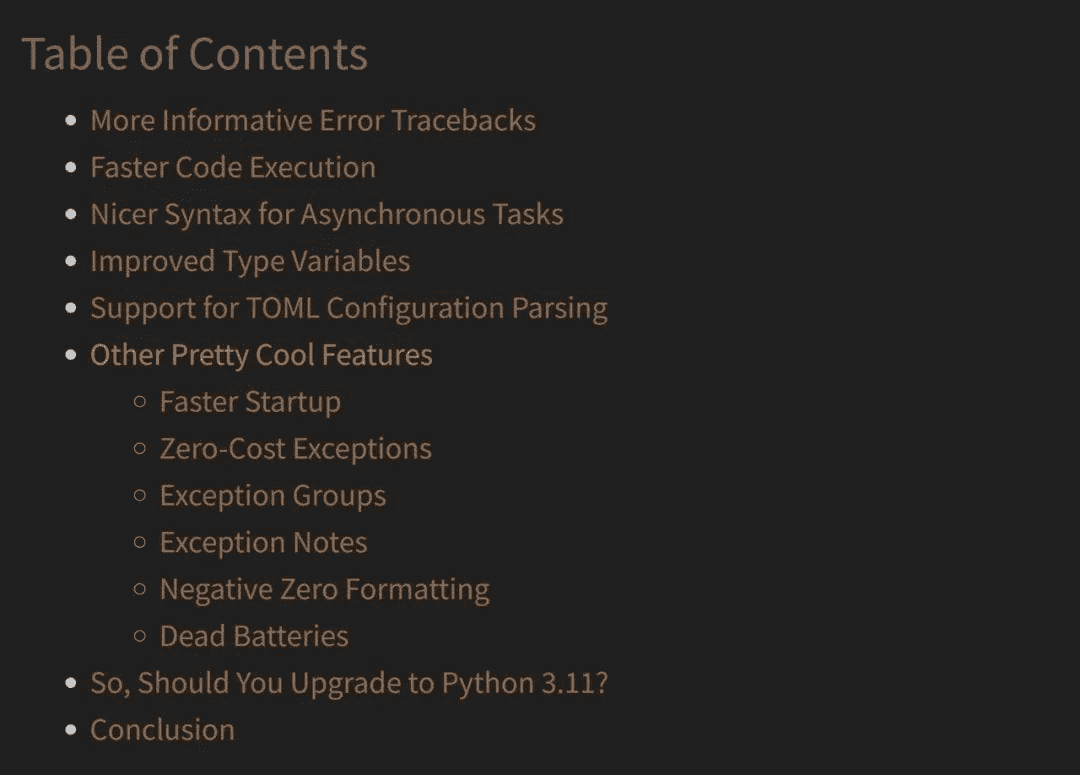 Table of Contents
More Informative Error Tracebacks
Faster Code Execution
Nicer Syntax for Asynchronous Tasks
Improved Type Variables
Support for TOML Configuration Parsing
Other Pretty Cool Features
Faster Startup
Zero-Cost Exceptions
Exception Groups
Exception Notes
Negative Zero Formatting
Dead Batteries
So, Should You Upgrade to Python 3.11?
Conclusion